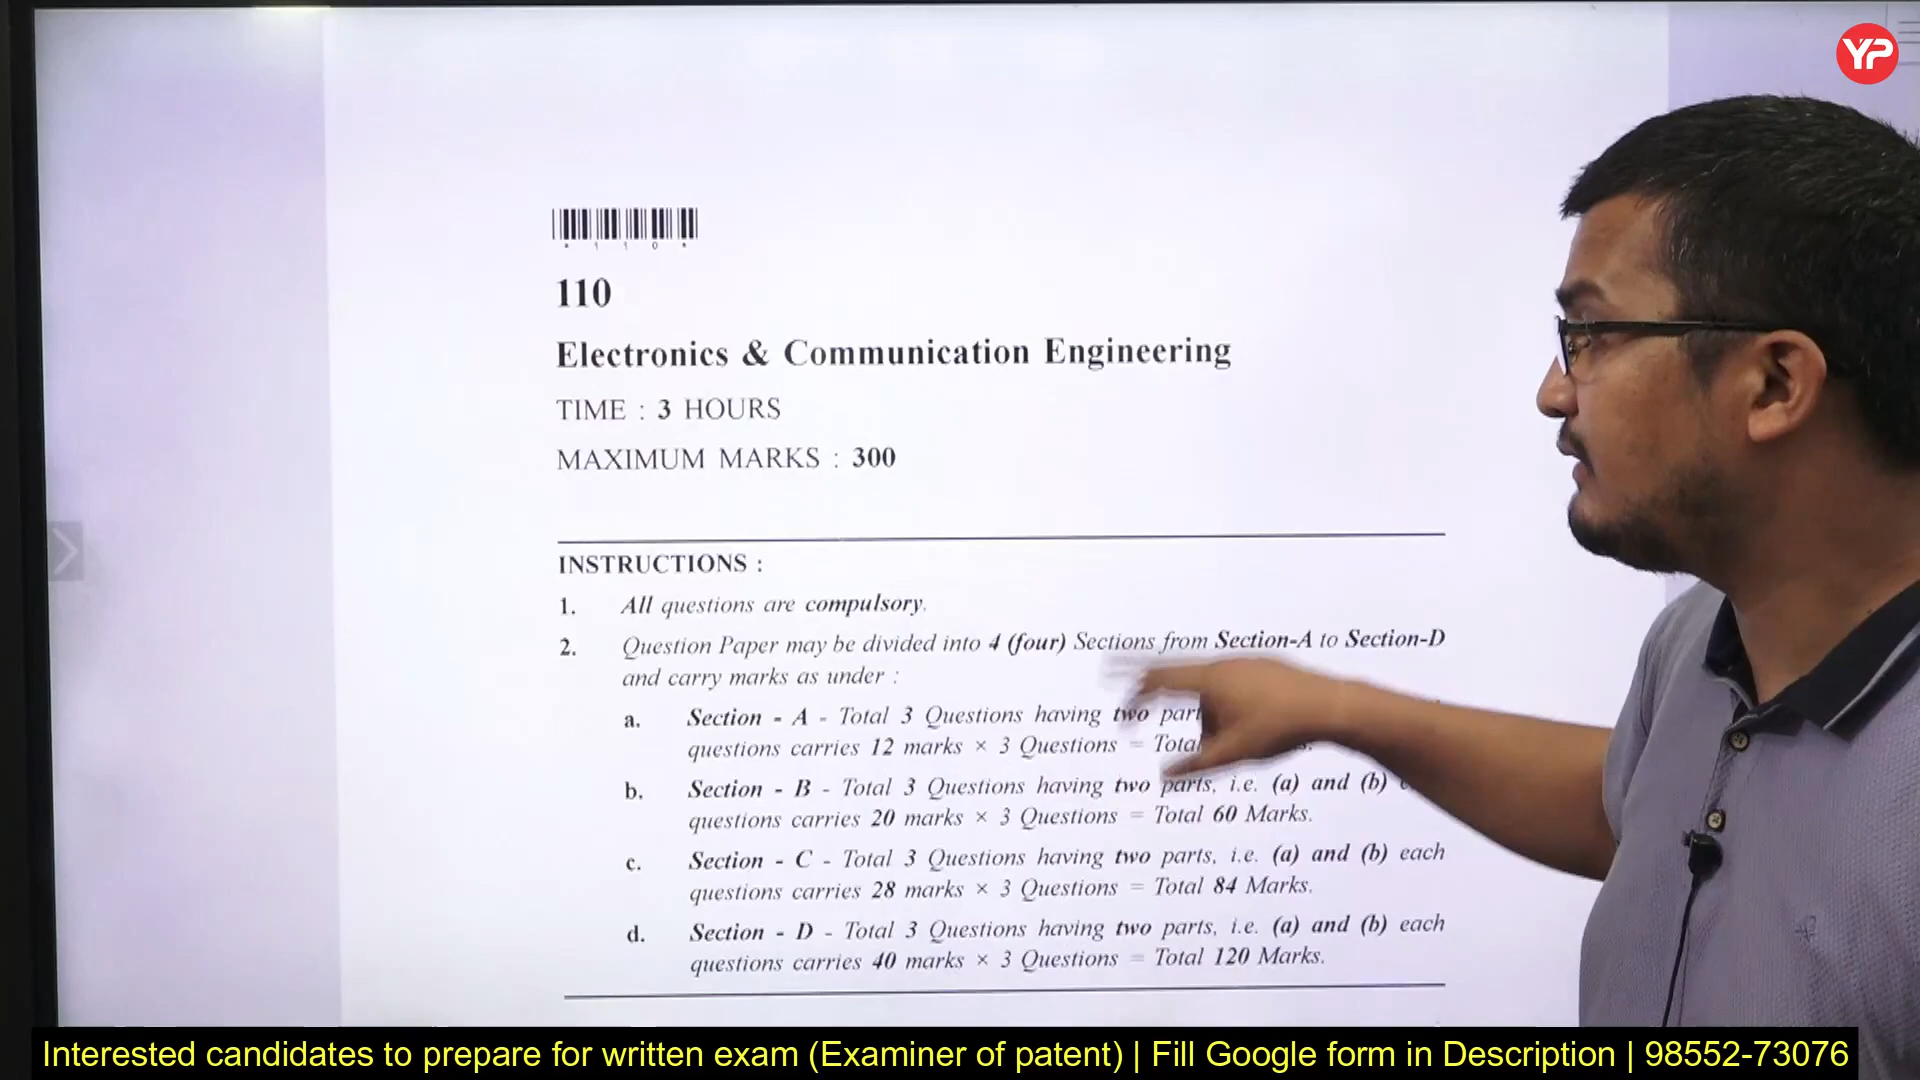 YP
* 1 1 0 *
110
Electronics & Communication Engineering
TIME : 3 HOURS
MAXIMUM MARKS : 300
INSTRUCTIONS :
1. All questions are compulsory.
2. Question Paper may be divided into 4 (four) Sections from Section-A to Section-D
and carry marks as under :
a. Section - A - Total 3 Questions having two
questions carries 12 marks × 3 Questions =
b. Section - B - Total 3 Questions having two parts, i.e. (a) and (b)
questions carries 20 marks × 3 Questions = Total 60 Marks.
c. Section - C - Total 3 Questions having two parts, i.e. (a) and (b) each
questions carries 28 marks × 3 Questions = Total 84 Marks.
d. Section - D - Total 3 Questions having two parts, i.e. (a) and (b) each
questions carries 40 marks × 3 Questions = Total 120 Marks.
Interested candidates to prepare for written exam (Examiner of patent) | Fill Google form in Description | 98552-73076